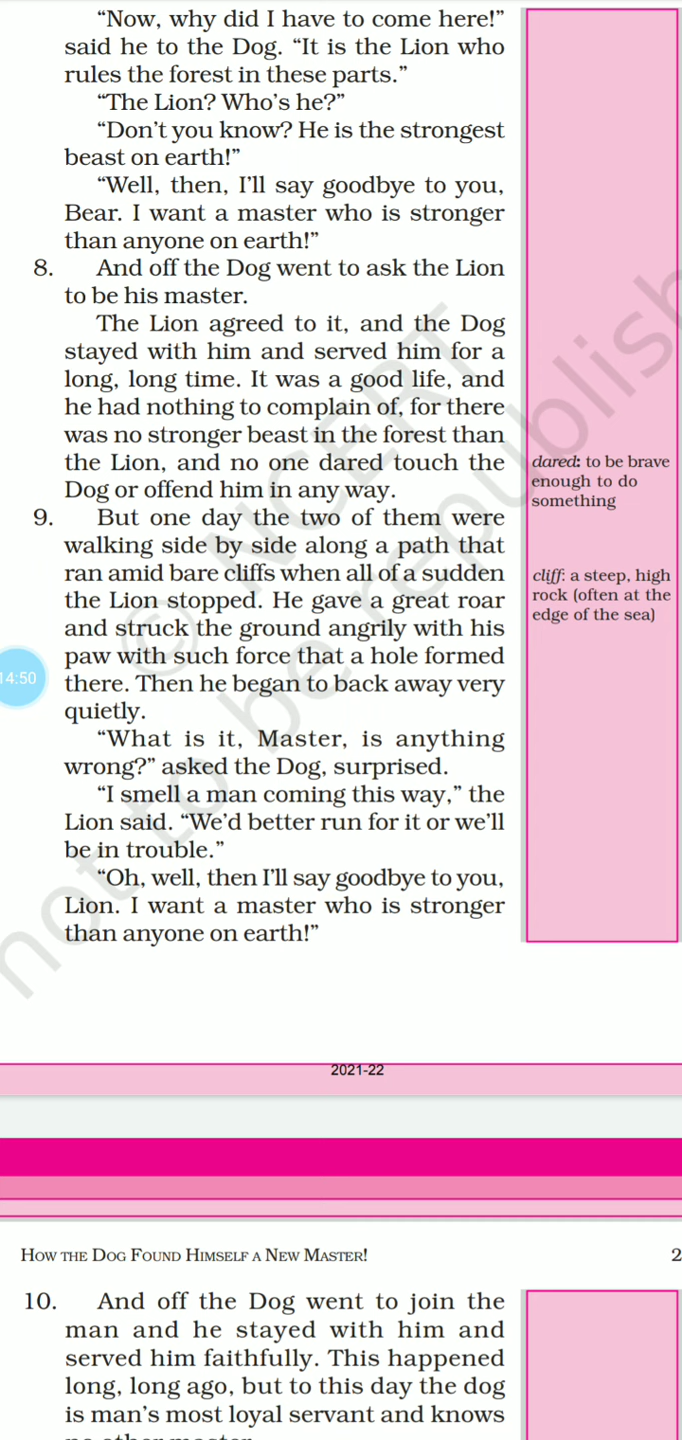 “Now, why did I have to come here!”
said he to the Dog. “It is the Lion who
rules the forest in these parts.”
“The Lion? Who’s he?”
“Don’t you know? He is the strongest
beast on earth!”
“Well, then, I’ll say goodbye to you,
Bear. I want a master who is stronger
than anyone on earth!”
8. And off the Dog went to ask the Lion
to be his master.
The Lion agreed to it, and the Dog
stayed with him and served him for a
long, long time. It was a good life, and
he had nothing to complain of, for there
was no stronger beast in the forest than
the Lion, and no one dared touch the
Dog or offend him in any way.
dared: to be brave
enough to do
something
9. But one day the two of them were
walking side by side along a path that
ran amid bare cliffs when all of a sudden
the Lion stopped. He gave a great roar
and struck the ground angrily with his
paw with such force that a hole formed
there. Then he began to back away very
quietly.
cliff: a steep, high
rock (often at the
edge of the sea)
14:50
“What is it, Master, is anything
wrong?” asked the Dog, surprised.
“I smell a man coming this way,” the
Lion said. “We’d better run for it or we’ll
be in trouble.”
“Oh, well, then I’ll say goodbye to you,
Lion. I want a master who is stronger
than anyone on earth!”
© NCERT
not to be republish
2021-22
HOW THE DOG FOUND HIMSELF A NEW MASTER!
2
10. And off the Dog went to join the
man and he stayed with him and
served him faithfully. This happened
long, long ago, but to this day the dog
is man’s most loyal servant and knows